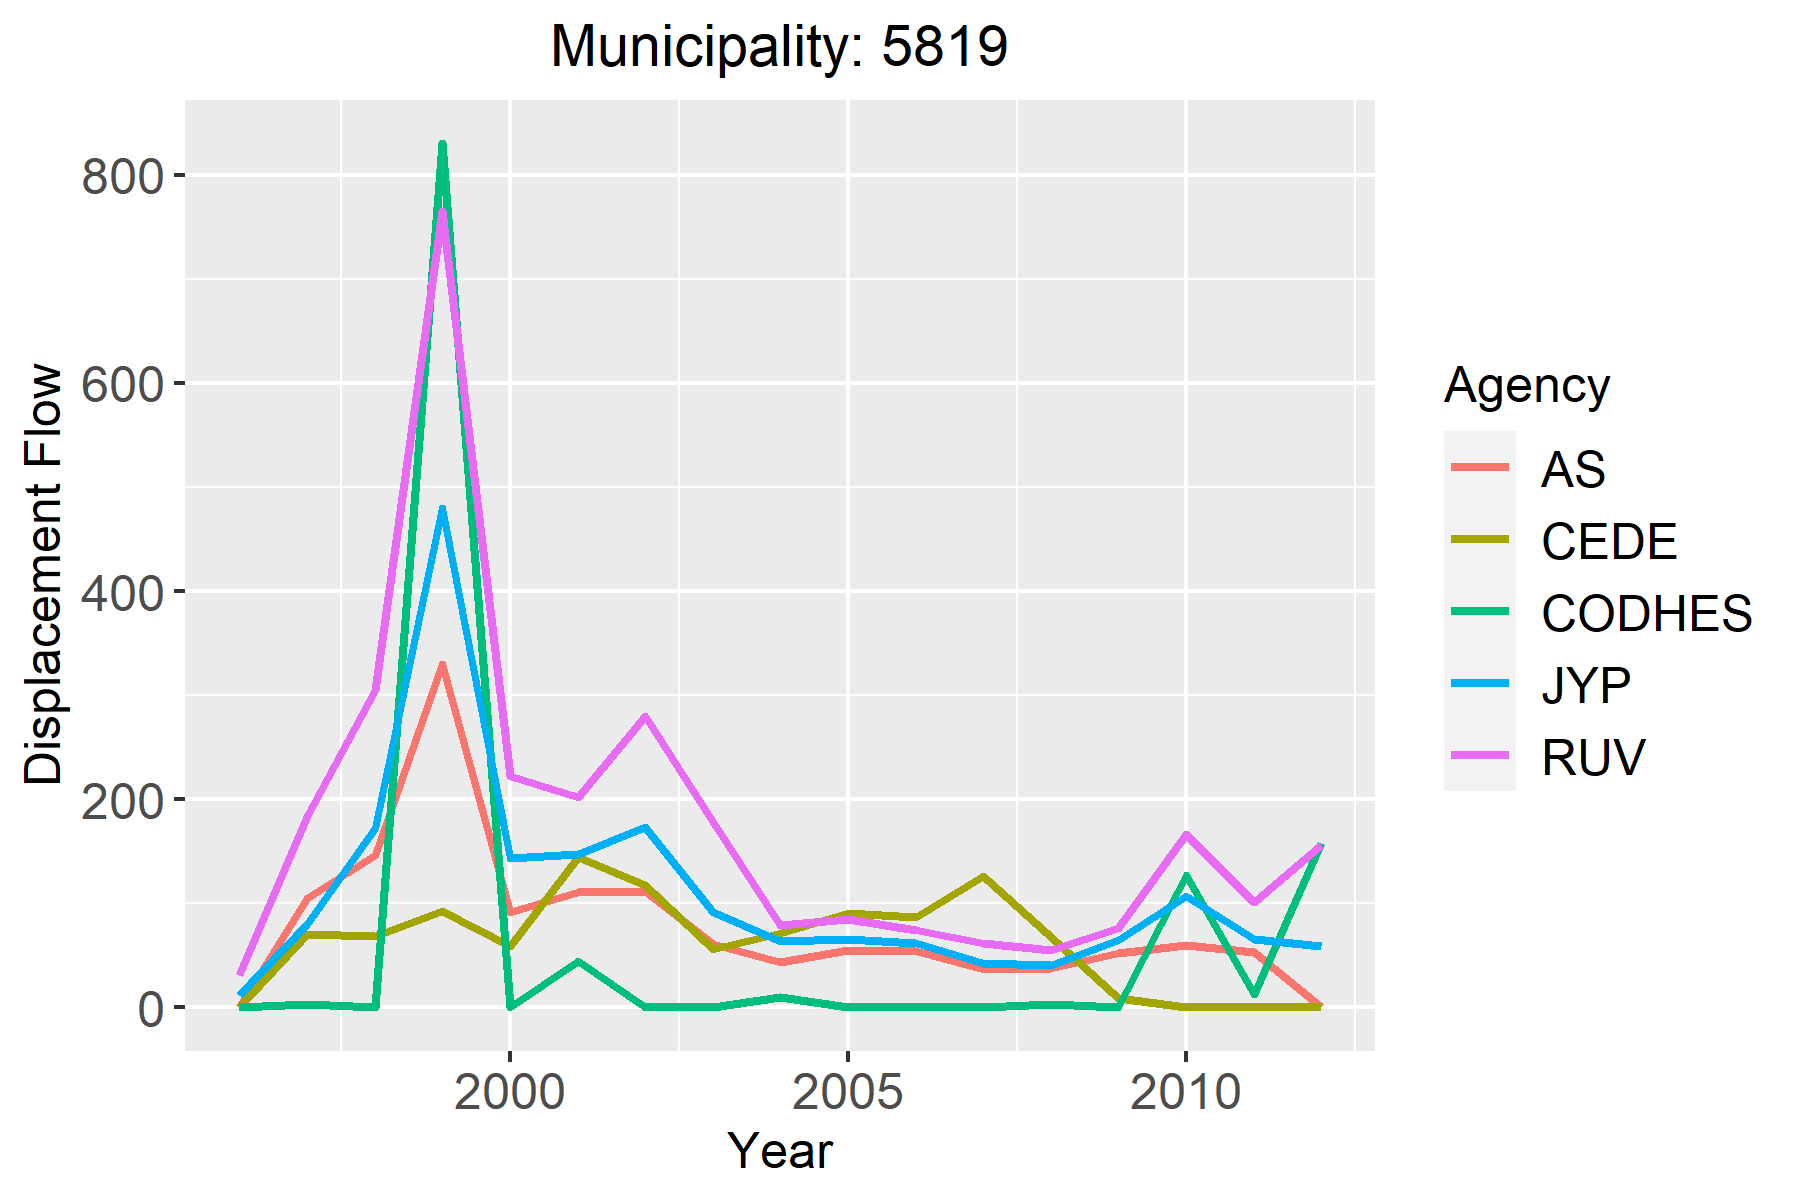 Municipality: 5819
Displacement Flow
800
600
400
200
0
2000 2005 2010
Year
Agency
AS
CEDE
CODHES
JYP
RUV